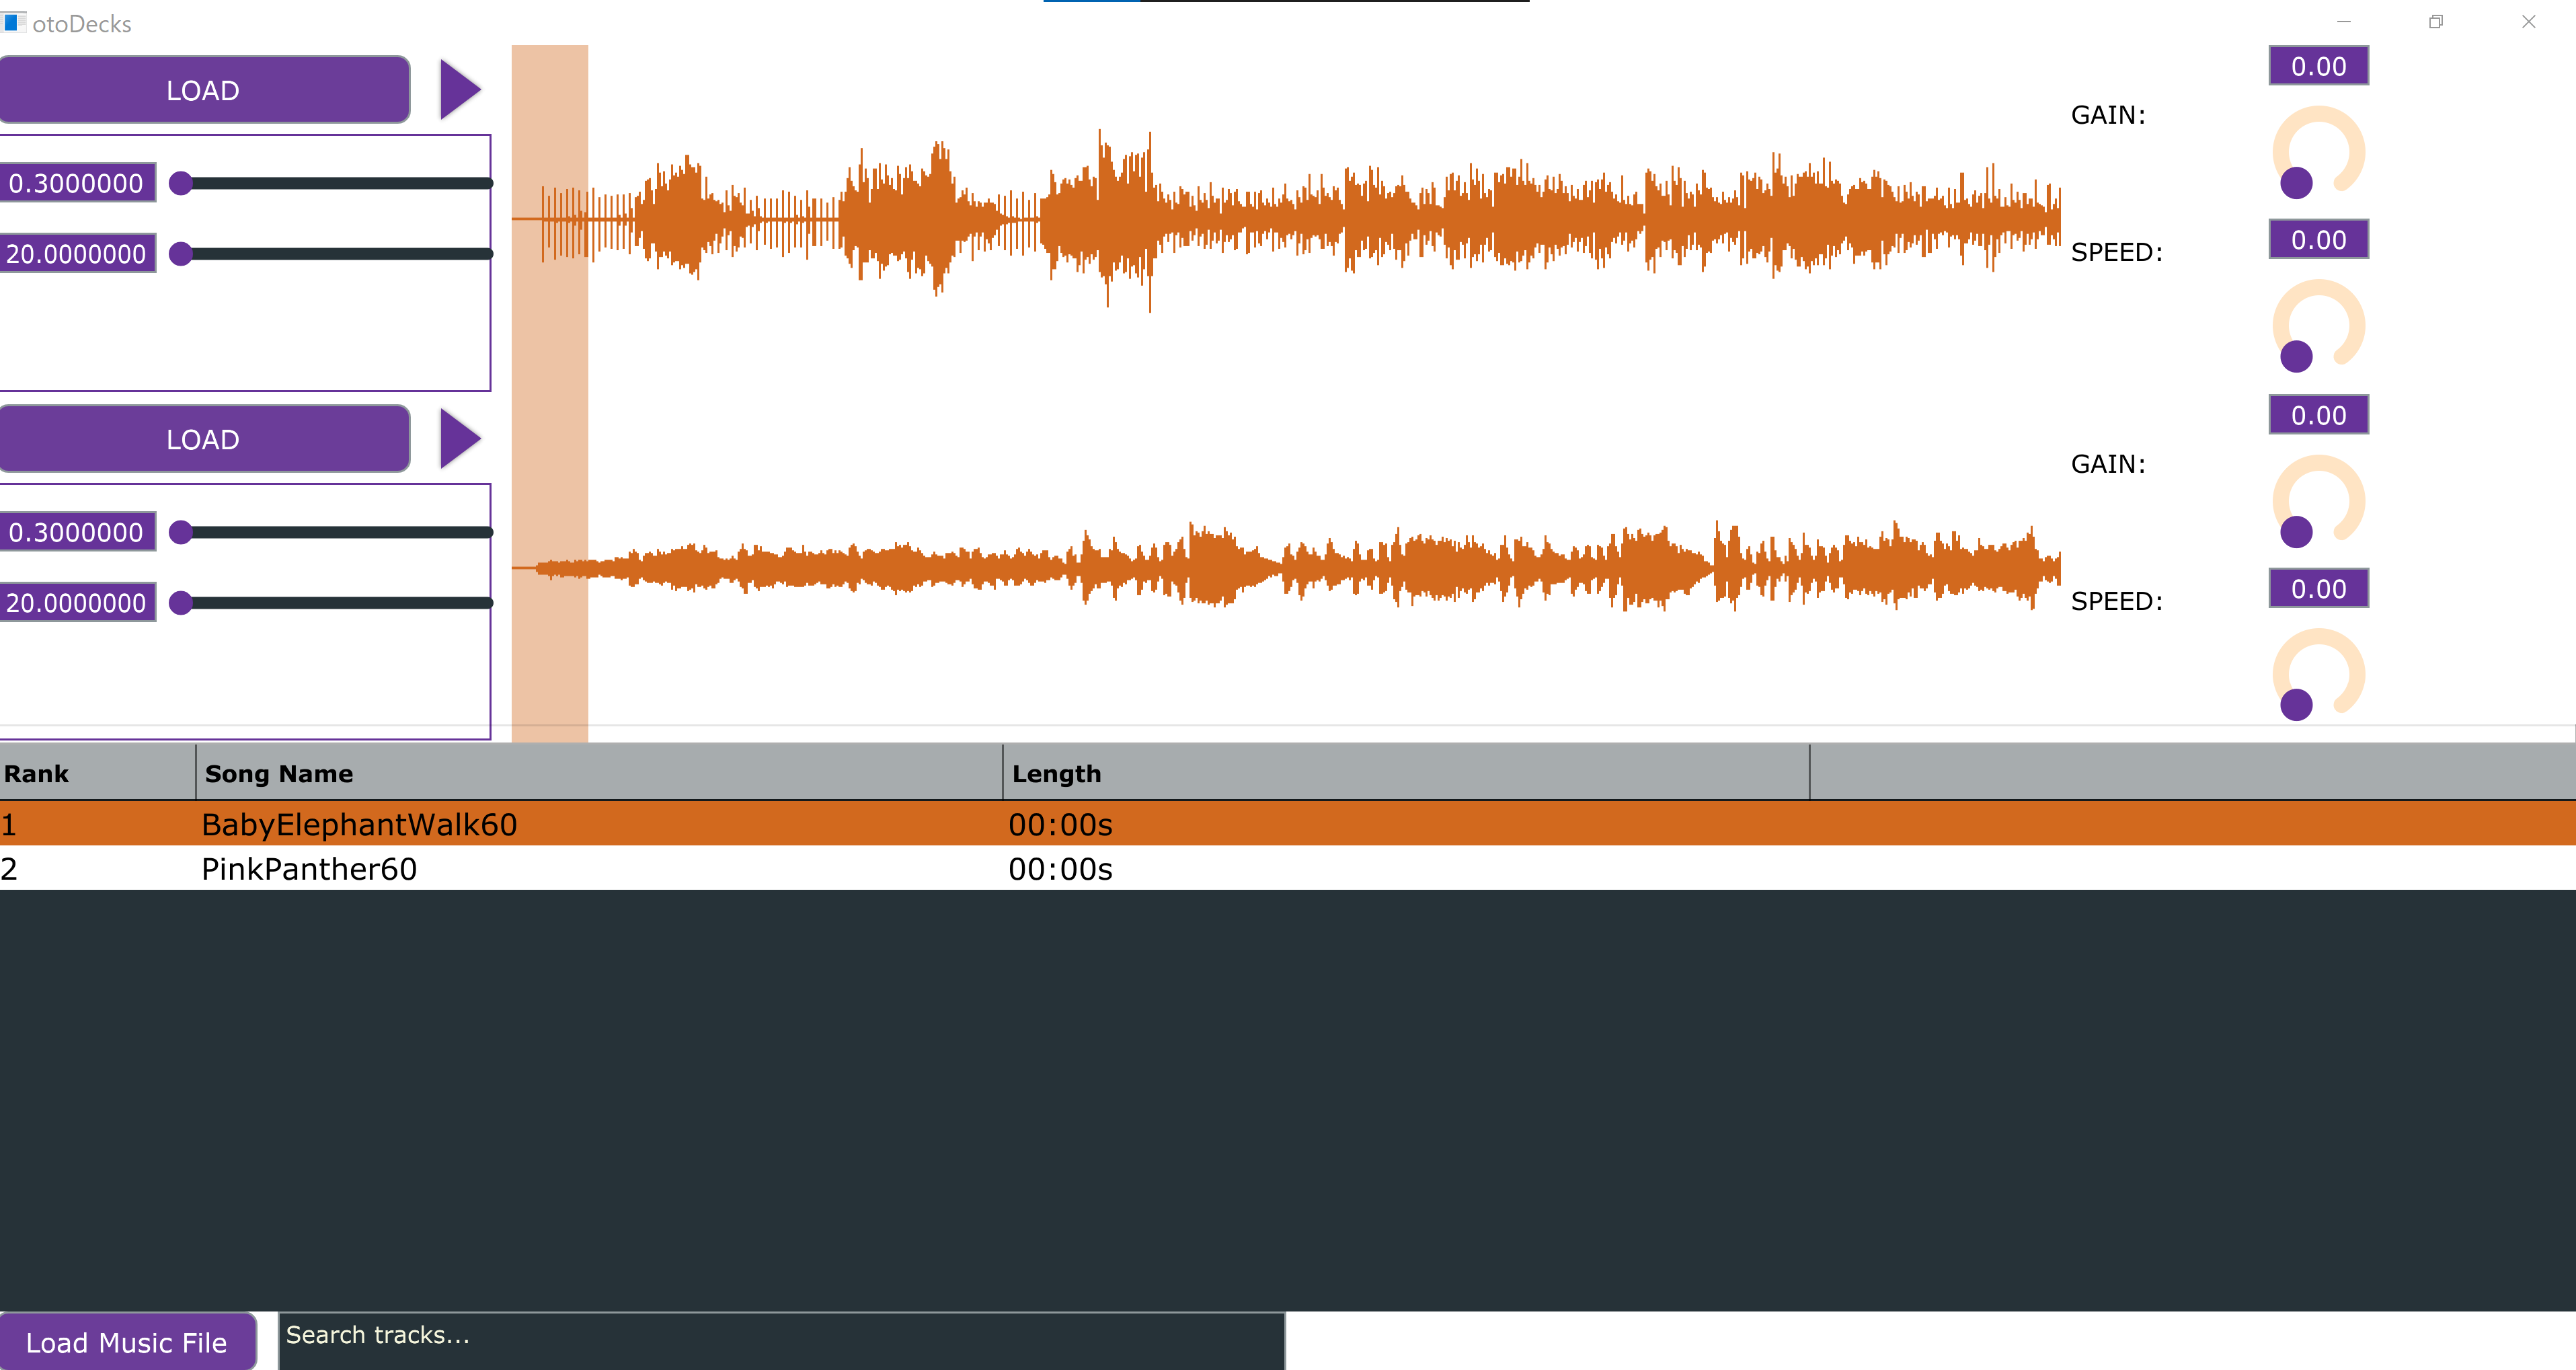 otoDecks
LOAD
0.00
GAIN:
0.3000000
20.0000000
0.00
SPEED:
LOAD
0.00
GAIN:
0.3000000
20.0000000
0.00
SPEED:
Rank Song Name Length
1 BabyElephantWalk60 00:00s
2 PinkPanther60 00:00s
Load Music File Search tracks...